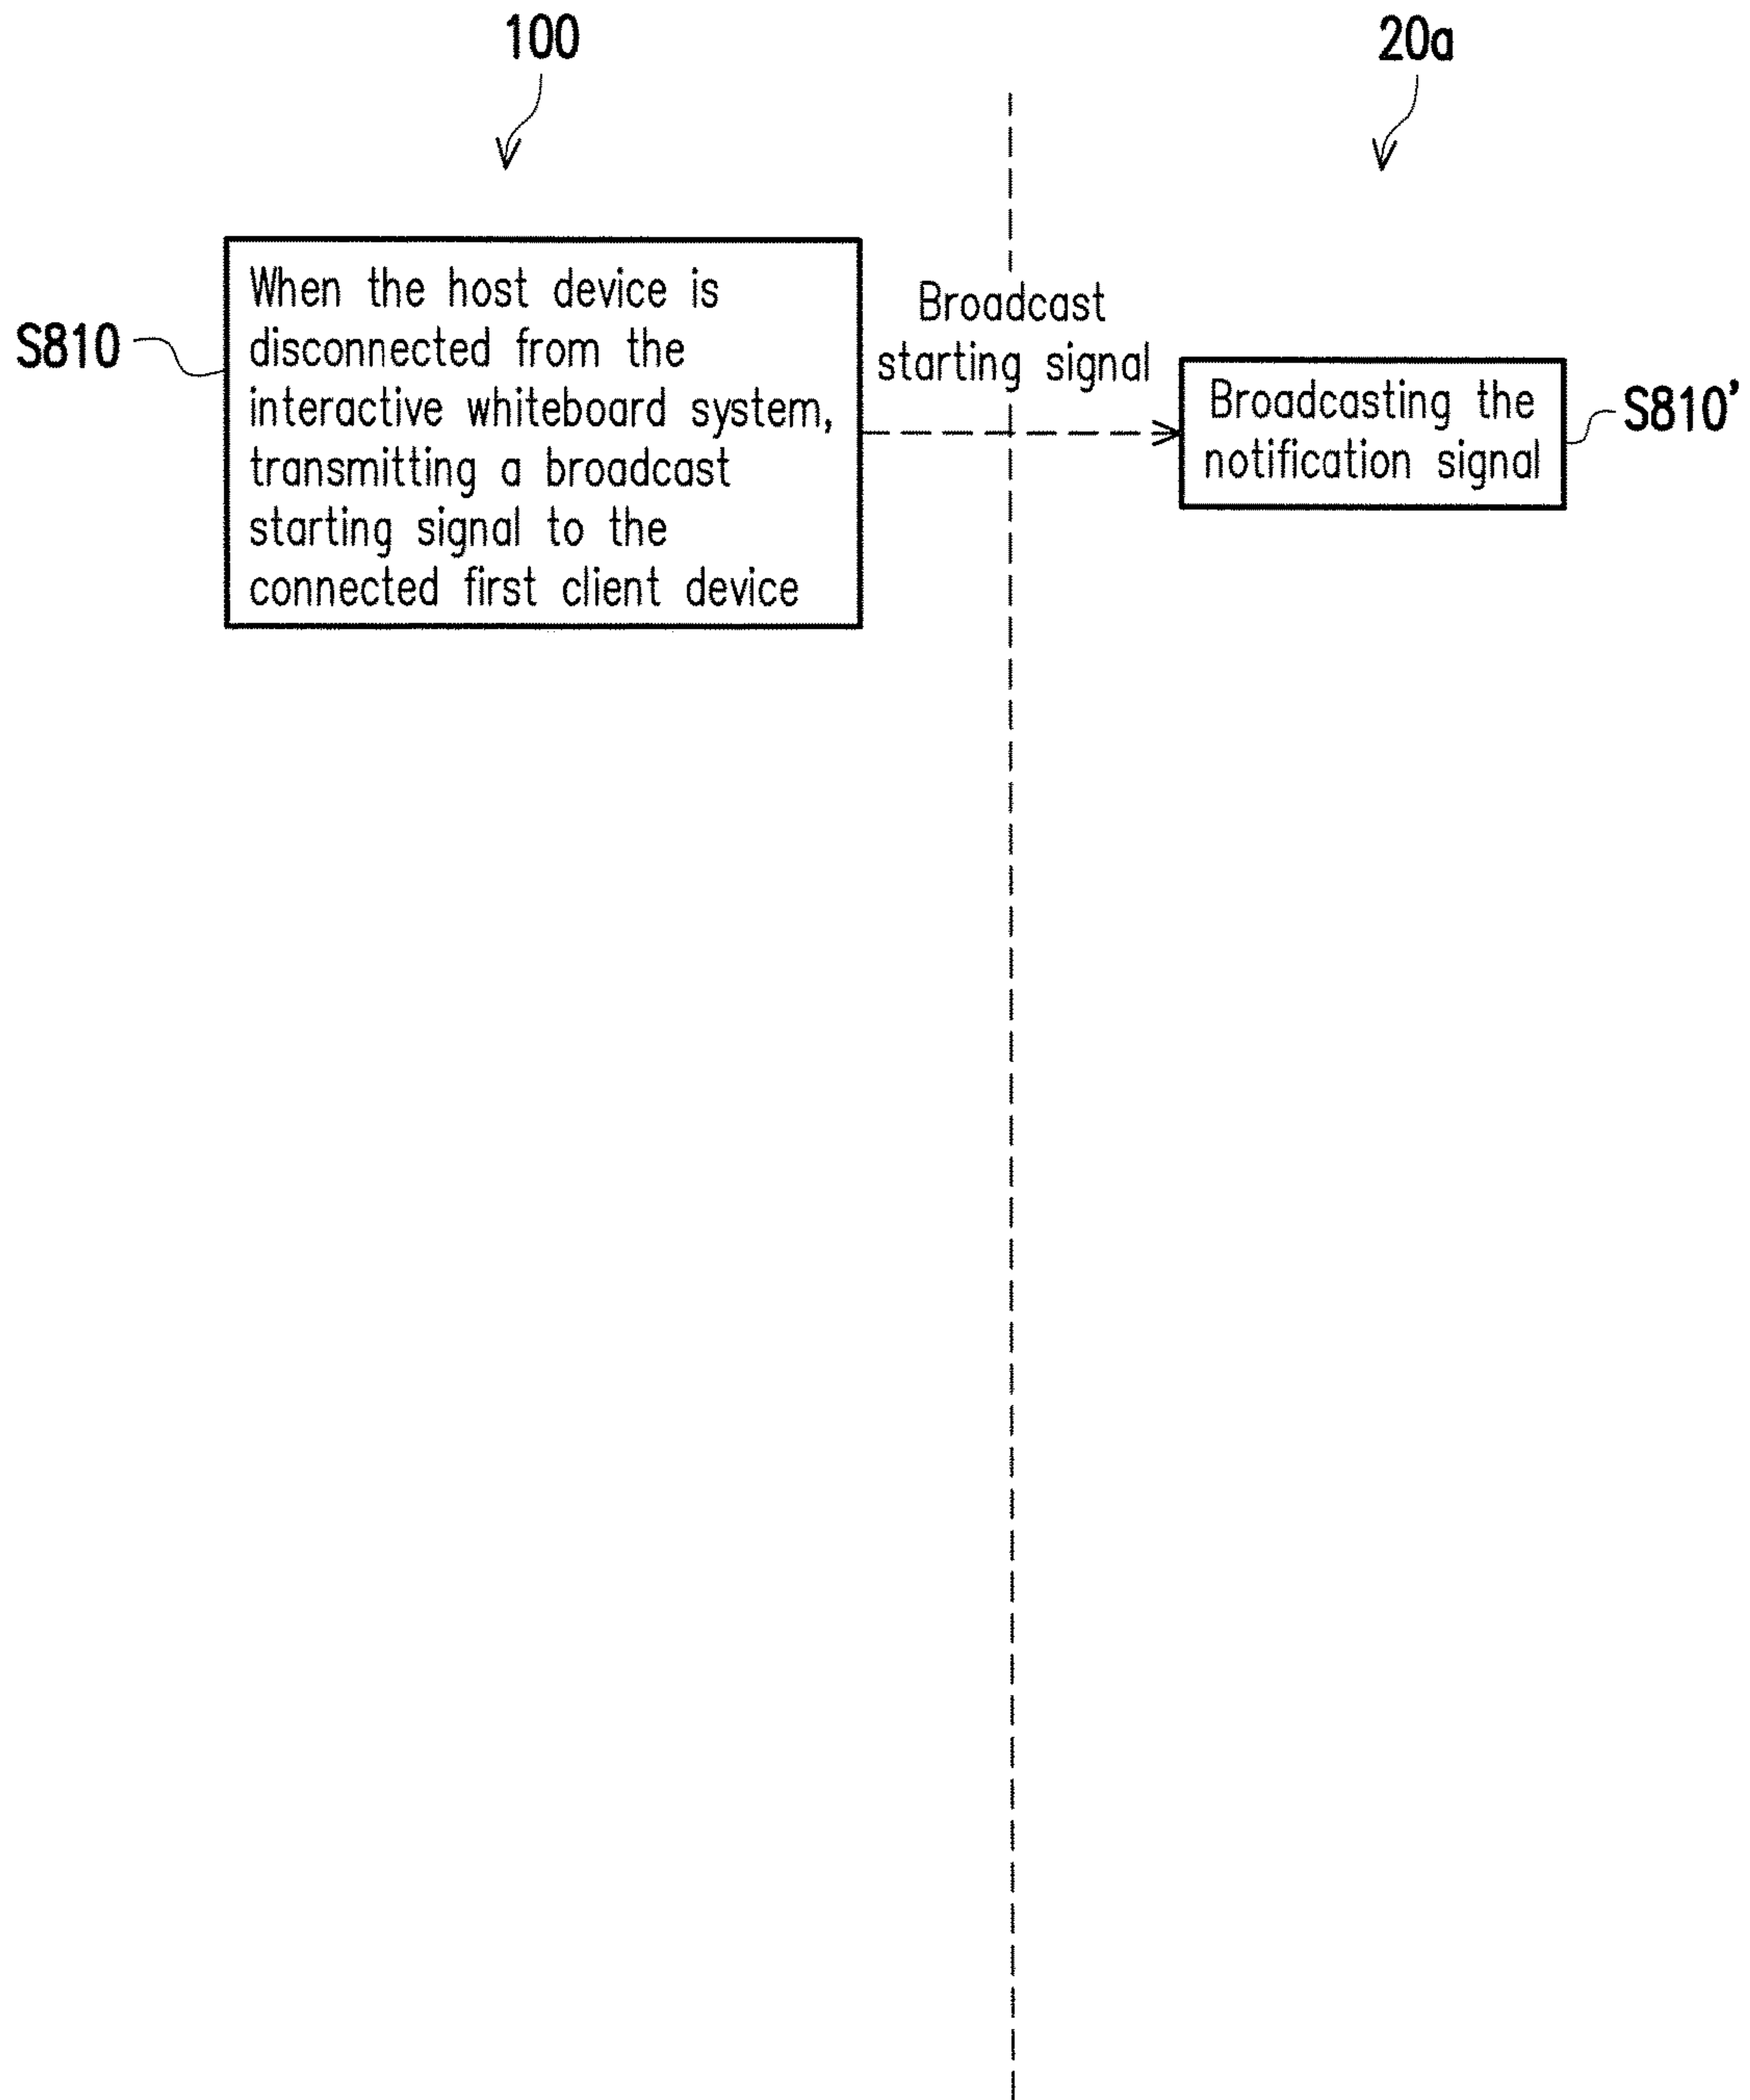 100
20a
S810
When the host device is
disconnected from the
interactive whiteboard system,
transmitting a broadcast
starting signal to the
connected first client device
Broadcast
starting signal
Broadcasting the
notification signal
S810'